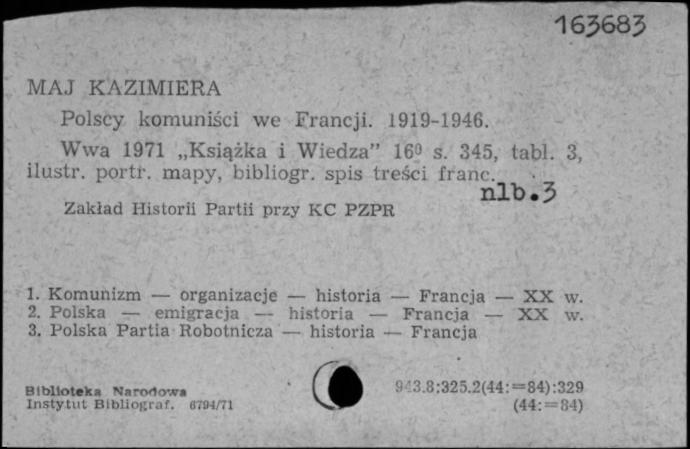 163683
MAJ KAZIMIERA
Polscy komuniści we Francji. 1919-1946.
Wwa 1971 „Książka i Wiedza” 16⁰ s. 345, tabl. 3,
ilustr. portr. mapy, bibliogr. spis treści franc.
nlb.3
Zakład Historii Partii przy KC PZPR
1. Komunizm — organizacje — historia — Francja — XX w.
2. Polska — emigracja — historia — Francja — XX w.
3. Polska Partia Robotnicza — historia — Francja
Biblioteka Narodowa
Instytut Bibliograf. 6794/71
943.8:325.2(44:=84):329
(44:=84)